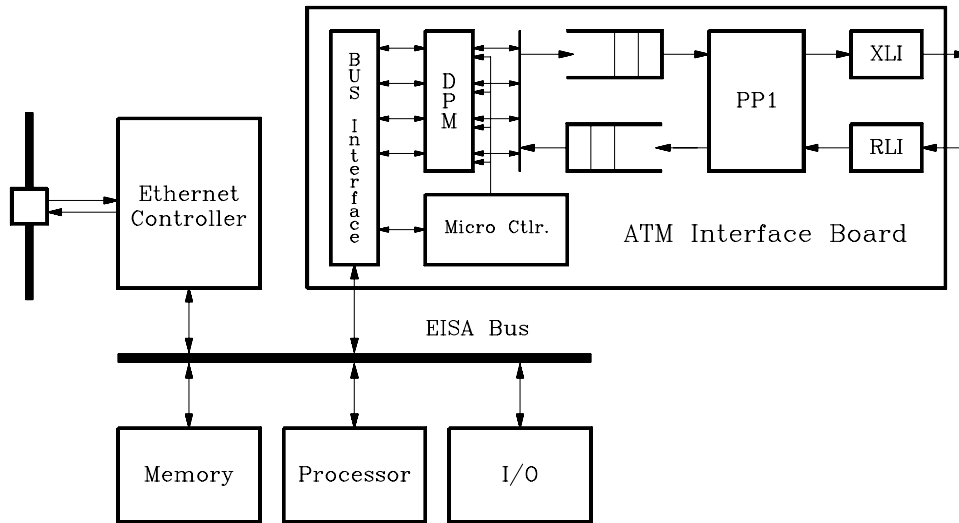 BUS Interface
DPM
PP1
XLI
RLI
Ethernet
Controller
Micro Ctlr.
ATM Interface Board
EISA Bus
Memory
Processor
I/O